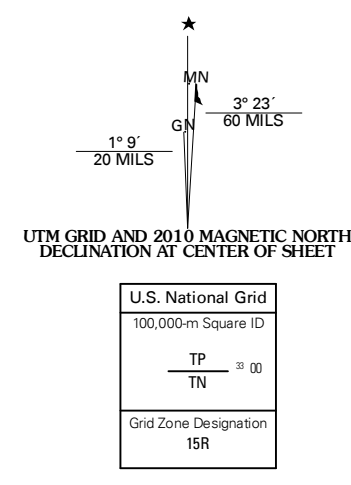 ★
MN
3° 23´
60 MILS
GN
1° 9´
20 MILS
UTM GRID AND 2010 MAGNETIC NORTH
DECLINATION AT CENTER OF SHEET
U.S. National Grid
100,000-m Square ID
TP
33 00
TN
Grid Zone Designation
15R